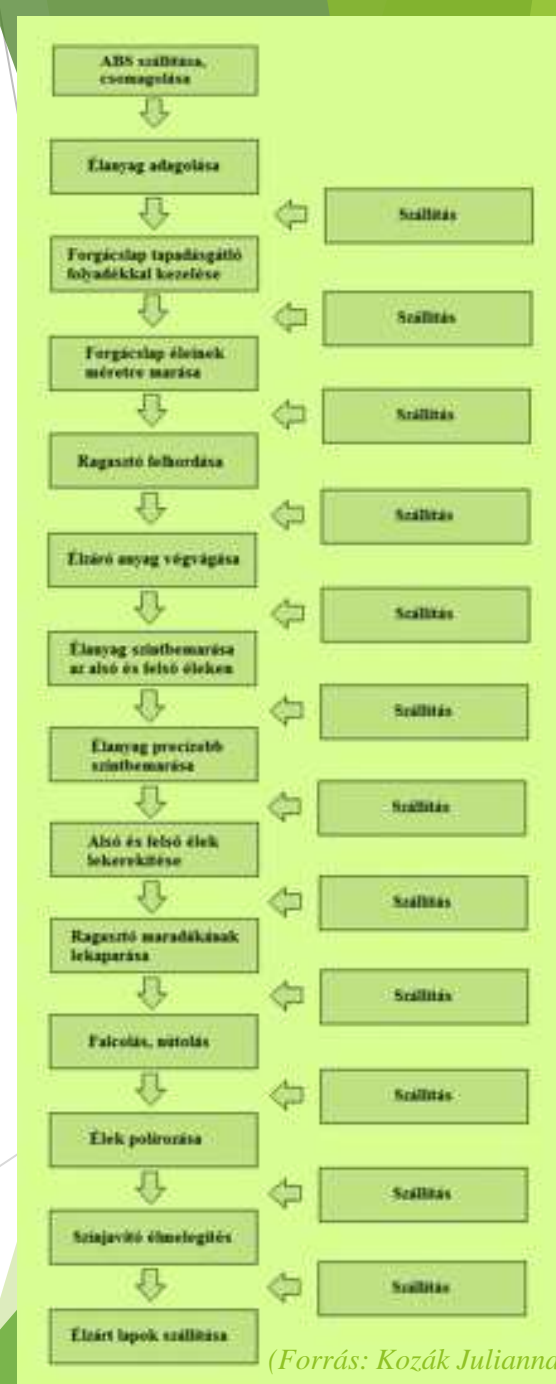 ABS szállítása,
csomagolása
Élanyag adagolása
Szállítás
Forgácslap tapadásgátló
folyadékkal kezelése
Szállítás
Forgácslap éleinek
méretre marása
Szállítás
Ragasztó felhordása
Szállítás
Élzáró anyag végvágása
Szállítás
Élanyag szintbemarása
az alsó és felső éleken
Szállítás
Élanyag precízebb
szintbemarása
Szállítás
Alsó és felső élek
lekerekítése
Szállítás
Ragasztó maradékának
lekaparása
Szállítás
Falcolás, nútolás
Szállítás
Élek polírozása
Szállítás
Színjavító élmelegítés
Szállítás
Élzárt lapok szállítása
(Forrás: Kozák Julianna